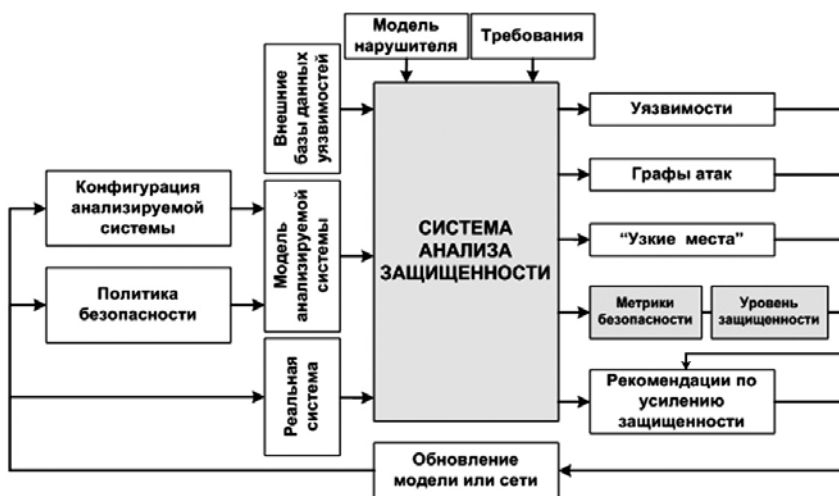 Модель
нарушителя
Требования
Внешние
базы данных
уязвимостей
Конфигурация
анализируемой
системы
Модель
анализируемой
системы
Политика
безопасности
Реальная
система
СИСТЕМА
АНАЛИЗА
ЗАЩИЩЕННОСТИ
Уязвимости
Графы атак
“Узкие места”
Метрики
безопасности
Уровень
защищенности
Рекомендации по
усилению
защищенности
Обновление
модели или сети